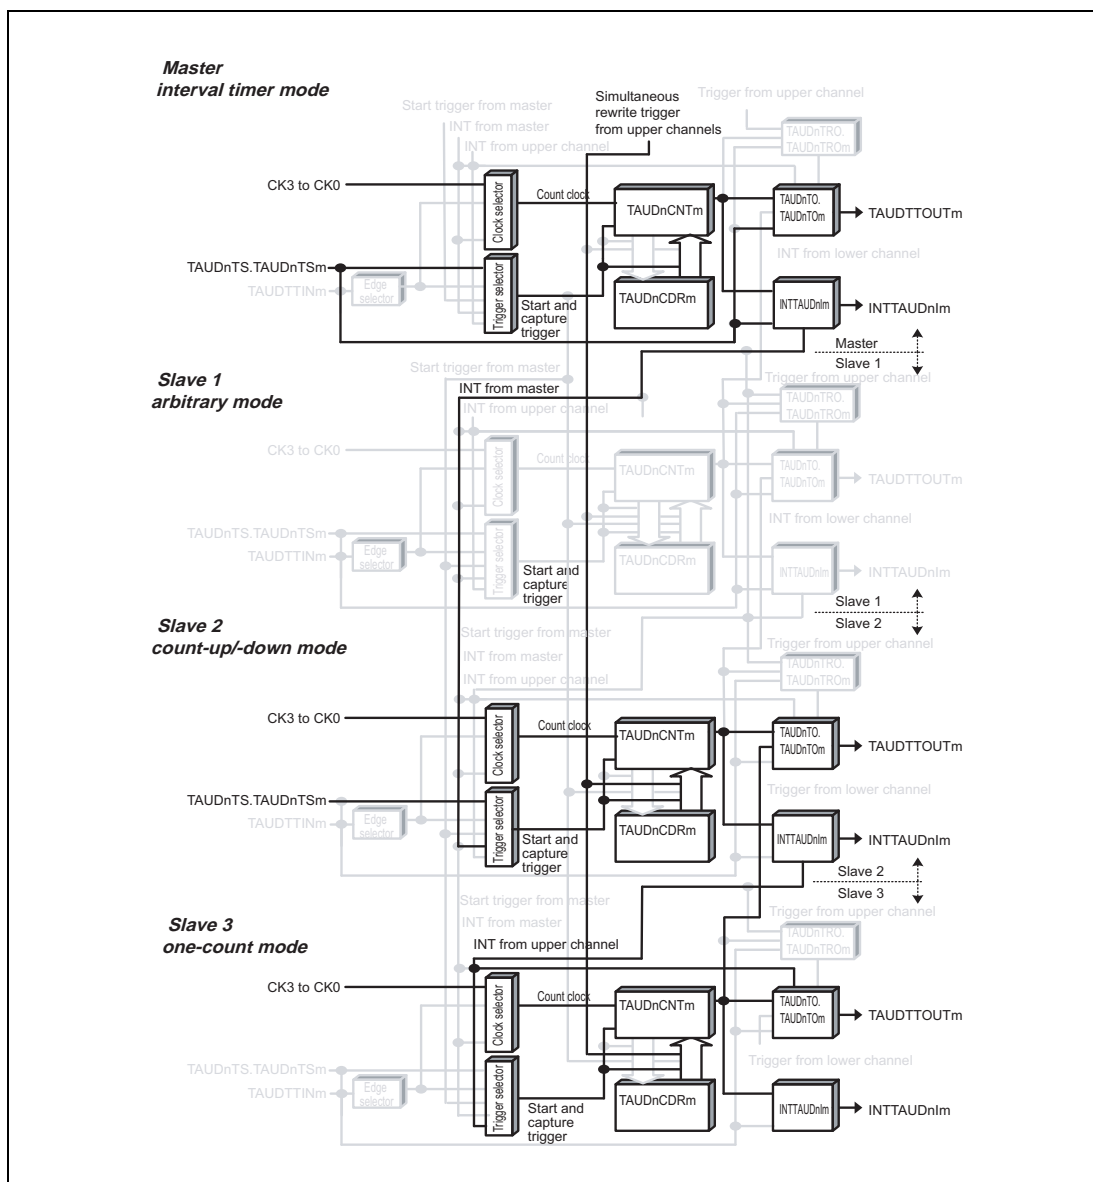 Master
interval timer mode
Simultaneous
rewrite trigger
from upper channels
Trigger from upper channel
Start trigger from master
INT from master
INT from upper channel
TAUDnTRO.
TAUDnTROm
CK3 to CK0
Clock selector
Count clock
TAUDnCNTm
TAUDnTO.
TAUDnTOm
TAUDTTOUTm
INT from lower channel
TAUDnTS.TAUDnTSm
TAUDTTINm
Edge
selector
Trigger selector
Start and
capture
trigger
TAUDnCDRm
INTTAUDnIm
INTTAUDnIm
Master
Slave 1
Slave 1
arbitrary mode
Start trigger from master
INT from master
INT from upper channel
Trigger from upper channel
TAUDnTRO.
TAUDnTROm
CK3 to CK0
Clock selector
Count clock
TAUDnCNTm
TAUDnTO.
TAUDnTOm
TAUDTTOUTm
INT from lower channel
TAUDnTS.TAUDnTSm
TAUDTTINm
Edge
selector
Trigger selector
Start and
capture
trigger
TAUDnCDRm
INTTAUDnIm
INTTAUDnIm
Slave 1
Slave 2
Slave 2
count-up/-down mode
Start trigger from master
INT from master
INT from upper channel
Trigger from upper channel
TAUDnTRO.
TAUDnTROm
CK3 to CK0
Clock selector
Count clock
TAUDnCNTm
TAUDnTO.
TAUDnTOm
TAUDTTOUTm
Trigger from lower channel
TAUDnTS.TAUDnTSm
TAUDTTINm
Edge
selector
Trigger selector
Start and
capture
trigger
TAUDnCDRm
INTTAUDnIm
INTTAUDnIm
Slave 2
Slave 3
Slave 3
one-count mode
Start trigger from master
INT from master
INT from upper channel
Trigger from upper channel
TAUDnTRO.
TAUDnTROm
CK3 to CK0
Clock selector
Count clock
TAUDnCNTm
TAUDnTO.
TAUDnTOm
TAUDTTOUTm
Trigger from lower channel
TAUDnTS.TAUDnTSm
TAUDTTINm
Edge
selector
Trigger selector
Start and
capture
trigger
TAUDnCDRm
INTTAUDnIm
INTTAUDnIm